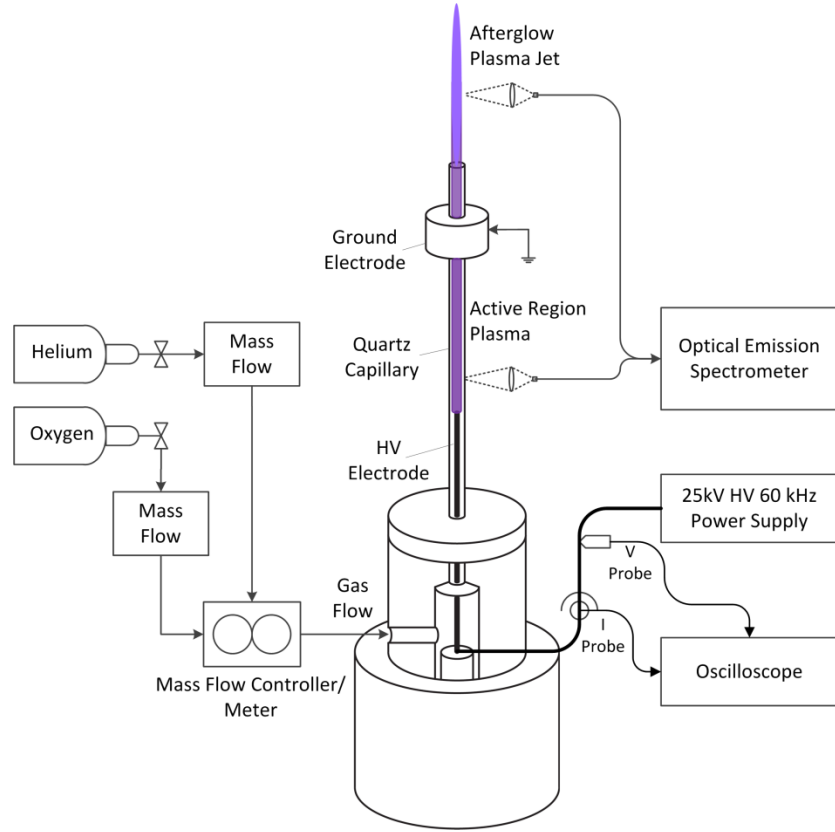 Afterglow
Plasma Jet
Ground
Electrode
Active Region
Plasma
Quartz
Capillary
HV
Electrode
Helium
Mass
Flow
Oxygen
Mass
Flow
Gas
Flow
Mass Flow Controller/
Meter
Optical Emission
Spectrometer
25kV HV 60 kHz
Power Supply
V
Probe
I
Probe
Oscilloscope